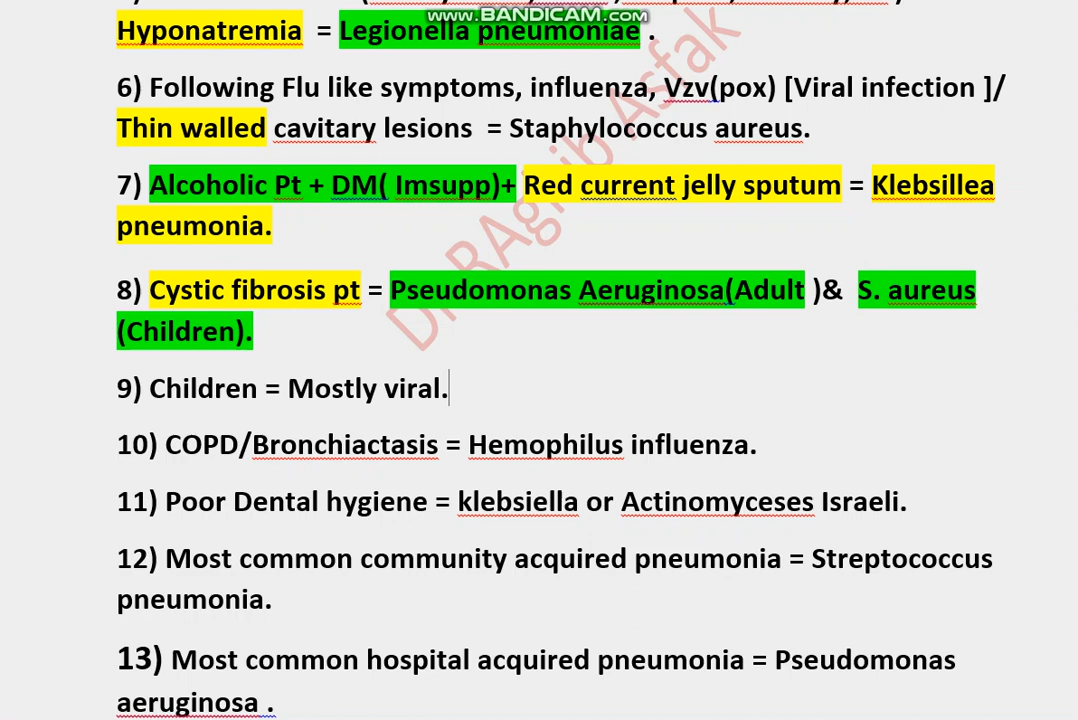 www.BANDICAM.com
Hyponatremia = Legionella pneumoniae .
6) Following Flu like symptoms, influenza, Vzv(pox) [Viral infection ]/
Thin walled cavitary lesions = Staphylococcus aureus.
7) Alcoholic Pt + DM( Imsupp)+ Red current jelly sputum = Klebsillea
pneumonia.
8) Cystic fibrosis pt = Pseudomonas Aeruginosa(Adult )& S. aureus
(Children).
9) Children = Mostly viral.
10) COPD/Bronchiactasis = Hemophilus influenza.
11) Poor Dental hygiene = klebsiella or Actinomyceses Israeli.
12) Most common community acquired pneumonia = Streptococcus
pneumonia.
13) Most common hospital acquired pneumonia = Pseudomonas
aeruginosa .
DrRAgib Asfak